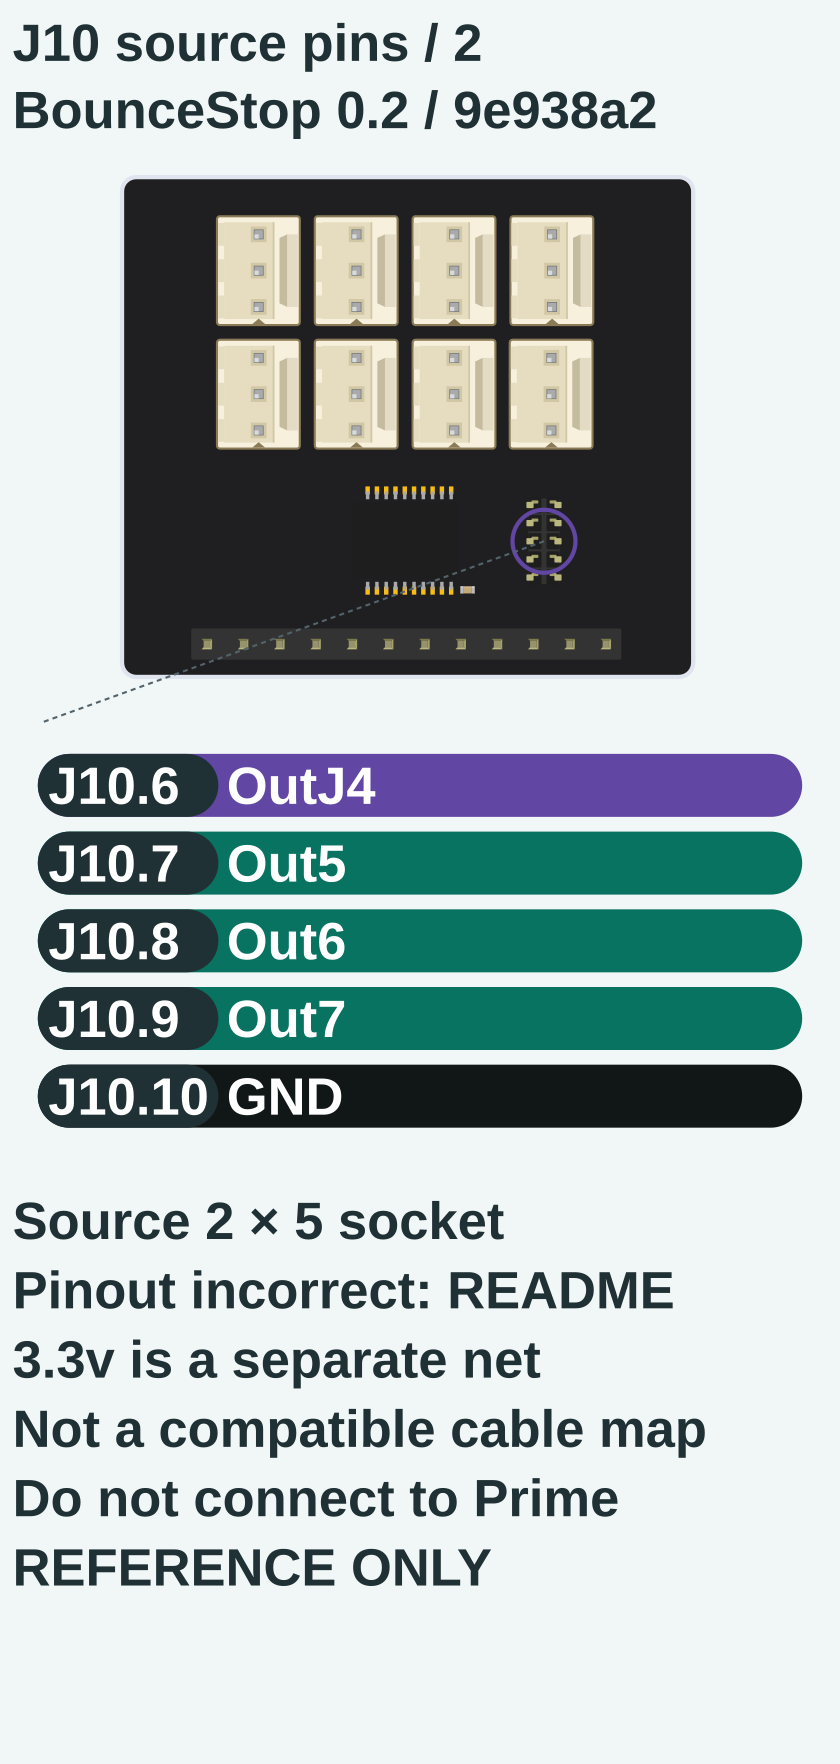 J10 source pins / 2
BounceStop 0.2 / 9e938a2
J10.6 OutJ4
J10.7 Out5
J10.8 Out6
J10.9 Out7
J10.10 GND
Source 2 × 5 socket
Pinout incorrect: README
3.3v is a separate net
Not a compatible cable map
Do not connect to Prime
REFERENCE ONLY